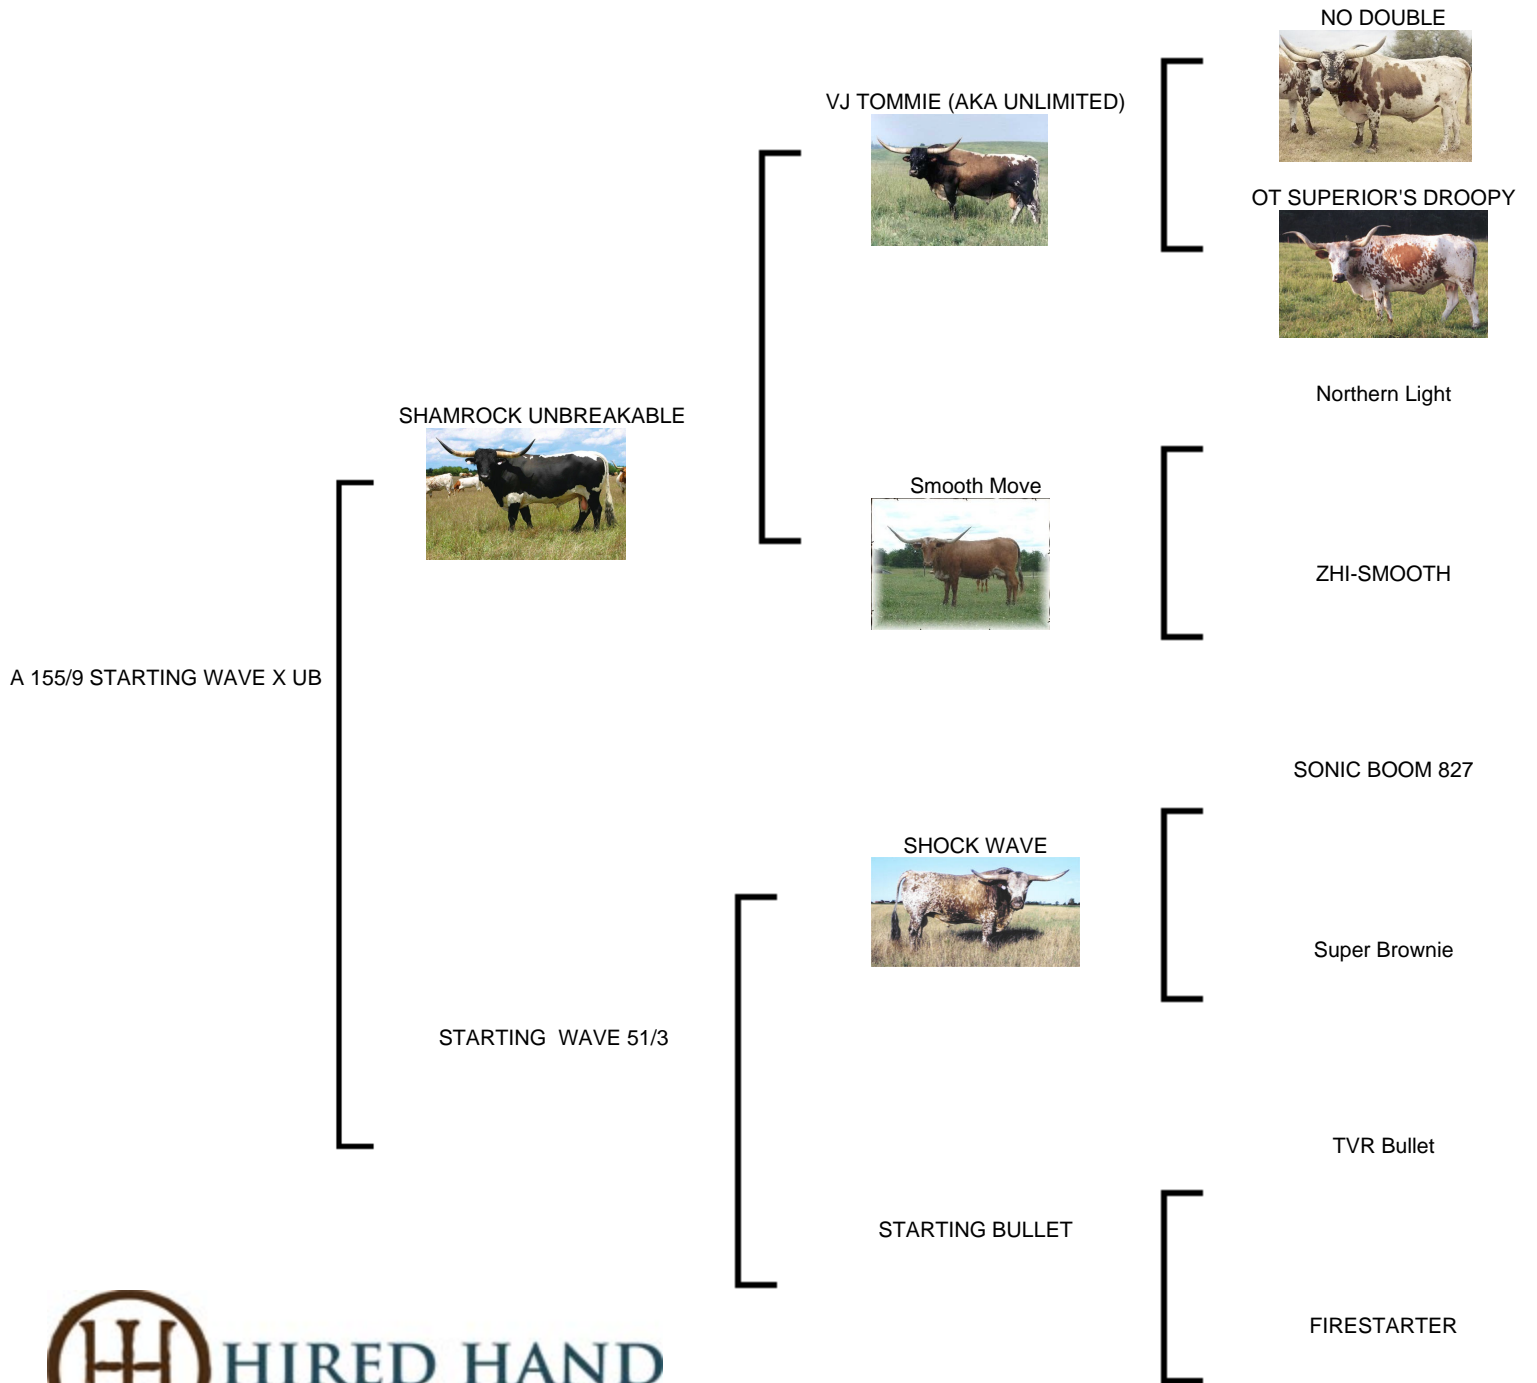 NO DOUBLE
VJ TOMMIE (AKA UNLIMITED)
OT SUPERIOR'S DROOPY
Northern Light
SHAMROCK UNBREAKABLE
Smooth Move
ZHI-SMOOTH
A 155/9 STARTING WAVE X UB
SONIC BOOM 827
SHOCK WAVE
Super Brownie
STARTING  WAVE 51/3
TVR Bullet
STARTING BULLET
FIRESTARTER
HIRED HAND